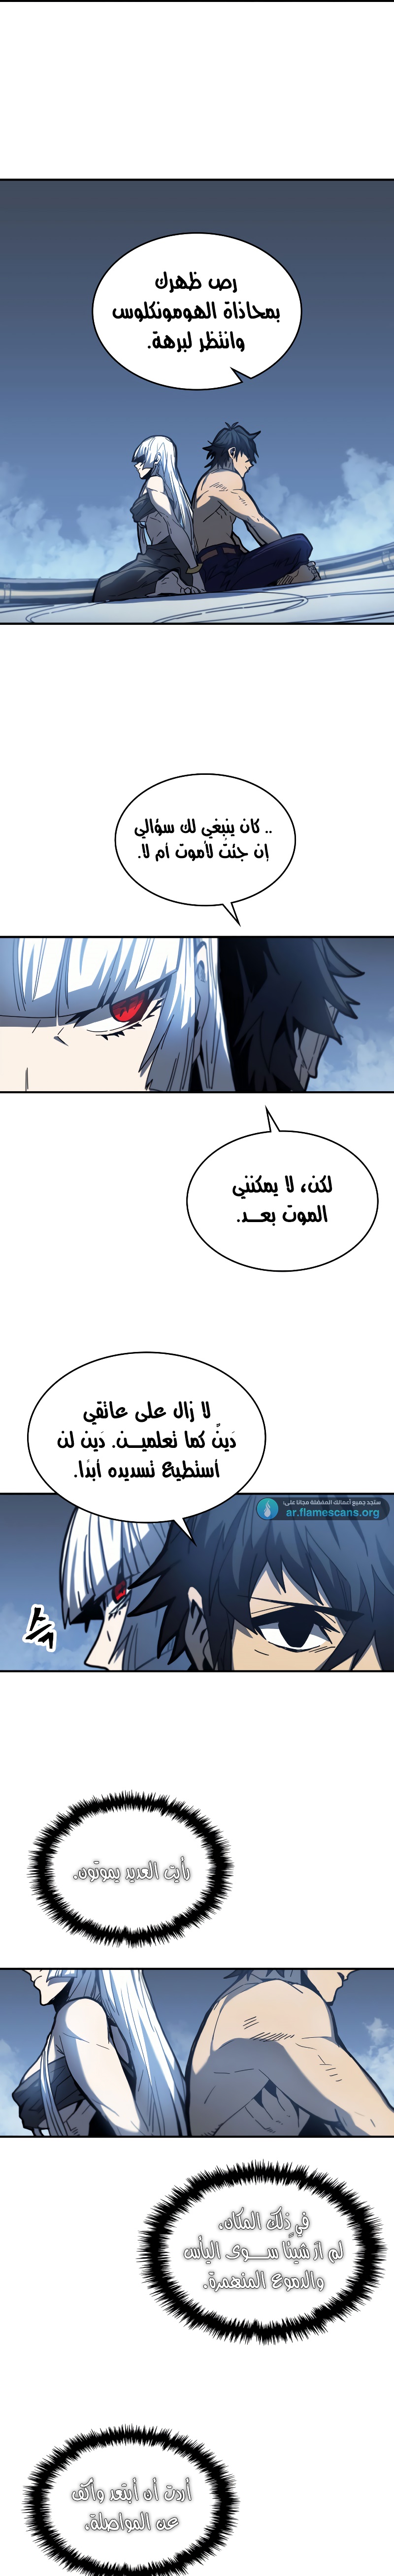 رص ظهرك
بمحاذاة الهومونكلوس
وانتظر لبرهة.
.. كان ينبغي لك سؤالي
إن جئتُ لأموت أم لا.
لكن، لا يمكنني
الموت بعــد.
لا زال على عاتقي
دَينٌ كما تعلميــن. دَين لن
أستطيع تسديده أبدًا.
ستجد جميع أعمالك المفضلة مجانا على:
ar.flamescans.org
رأيت العديد يموتون.
في ذلك المكان،
لم أرَ شيئًا ســوى اليأس
والدموع المنهمرة.
أردت أن أبتعد وأكف
عن المواصلة،